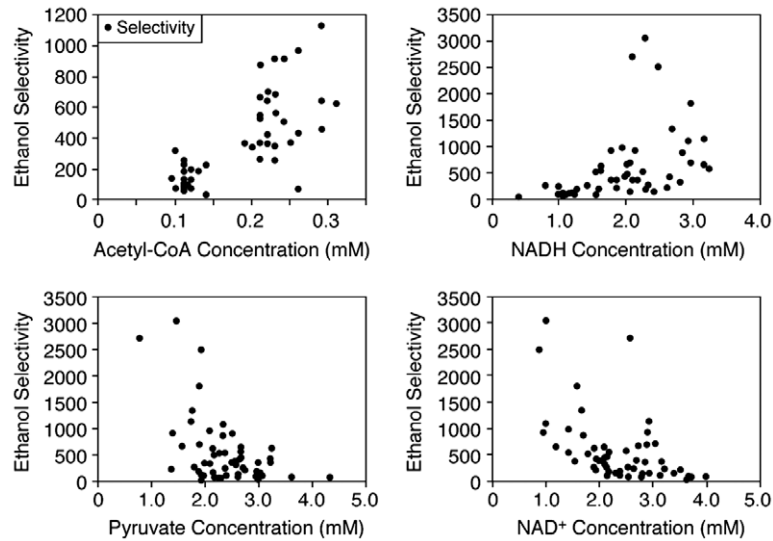 Selectivity
Ethanol Selectivity
1200
1000
800
600
400
200
0
0 0.1 0.2 0.3
Acetyl-CoA Concentration (mM)
Ethanol Selectivity
3500
3000
2500
2000
1500
1000
500
0
0 1.0 2.0 3.0 4.0
NADH Concentration (mM)
Ethanol Selectivity
3500
3000
2500
2000
1500
1000
500
0
0 1.0 2.0 3.0 4.0 5.0
Pyruvate Concentration (mM)
Ethanol Selectivity
3500
3000
2500
2000
1500
1000
500
0
0 1.0 2.0 3.0 4.0 5.0
NAD⁺ Concentration (mM)